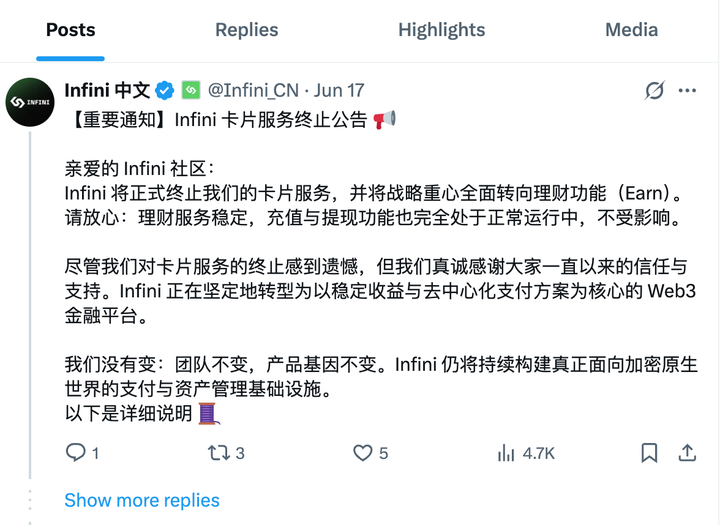 Posts
Replies
Highlights
Media
INFINI
Infini 中文 @Infini_CN · Jun 17
【重要通知】Infini 卡片服务终止公告
亲爱的 Infini 社区：
Infini 将正式终止我们的卡片服务，并将战略重心全面转向理财功能（Earn）。
请放心：理财服务稳定，充值与提现功能也完全处于正常运行中，不受影响。
尽管我们对卡片服务的终止感到遗憾，但我们真诚感谢大家一直以来的信任与
支持。Infini 正在坚定地转型为以稳定收益与去中心化支付方案为核心的 Web3
金融平台。
我们没有变：团队不变，产品基因不变。Infini 仍将持续构建真正面向加密原生
世界的支付与资产管理基础设施。
以下是详细说明
1
3
5
4.7K
Show more replies